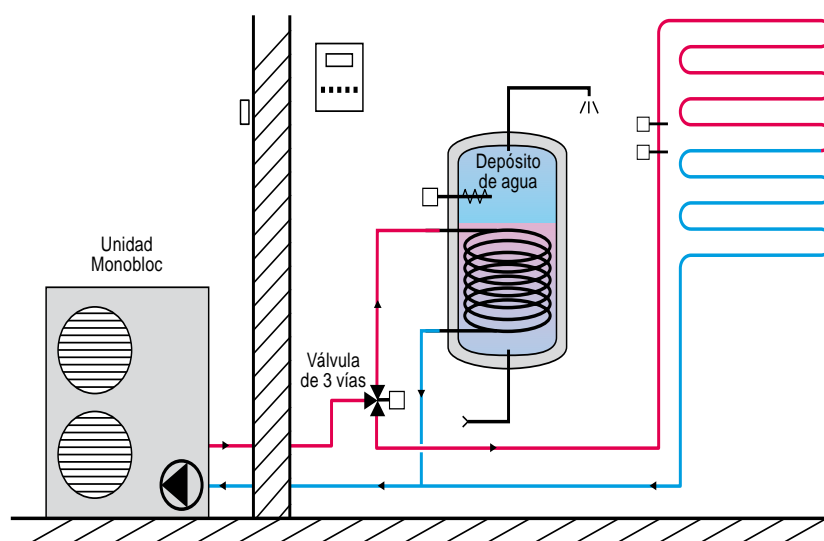 Depósito
de agua
Unidad
Monobloc
Válvula
de 3 vías